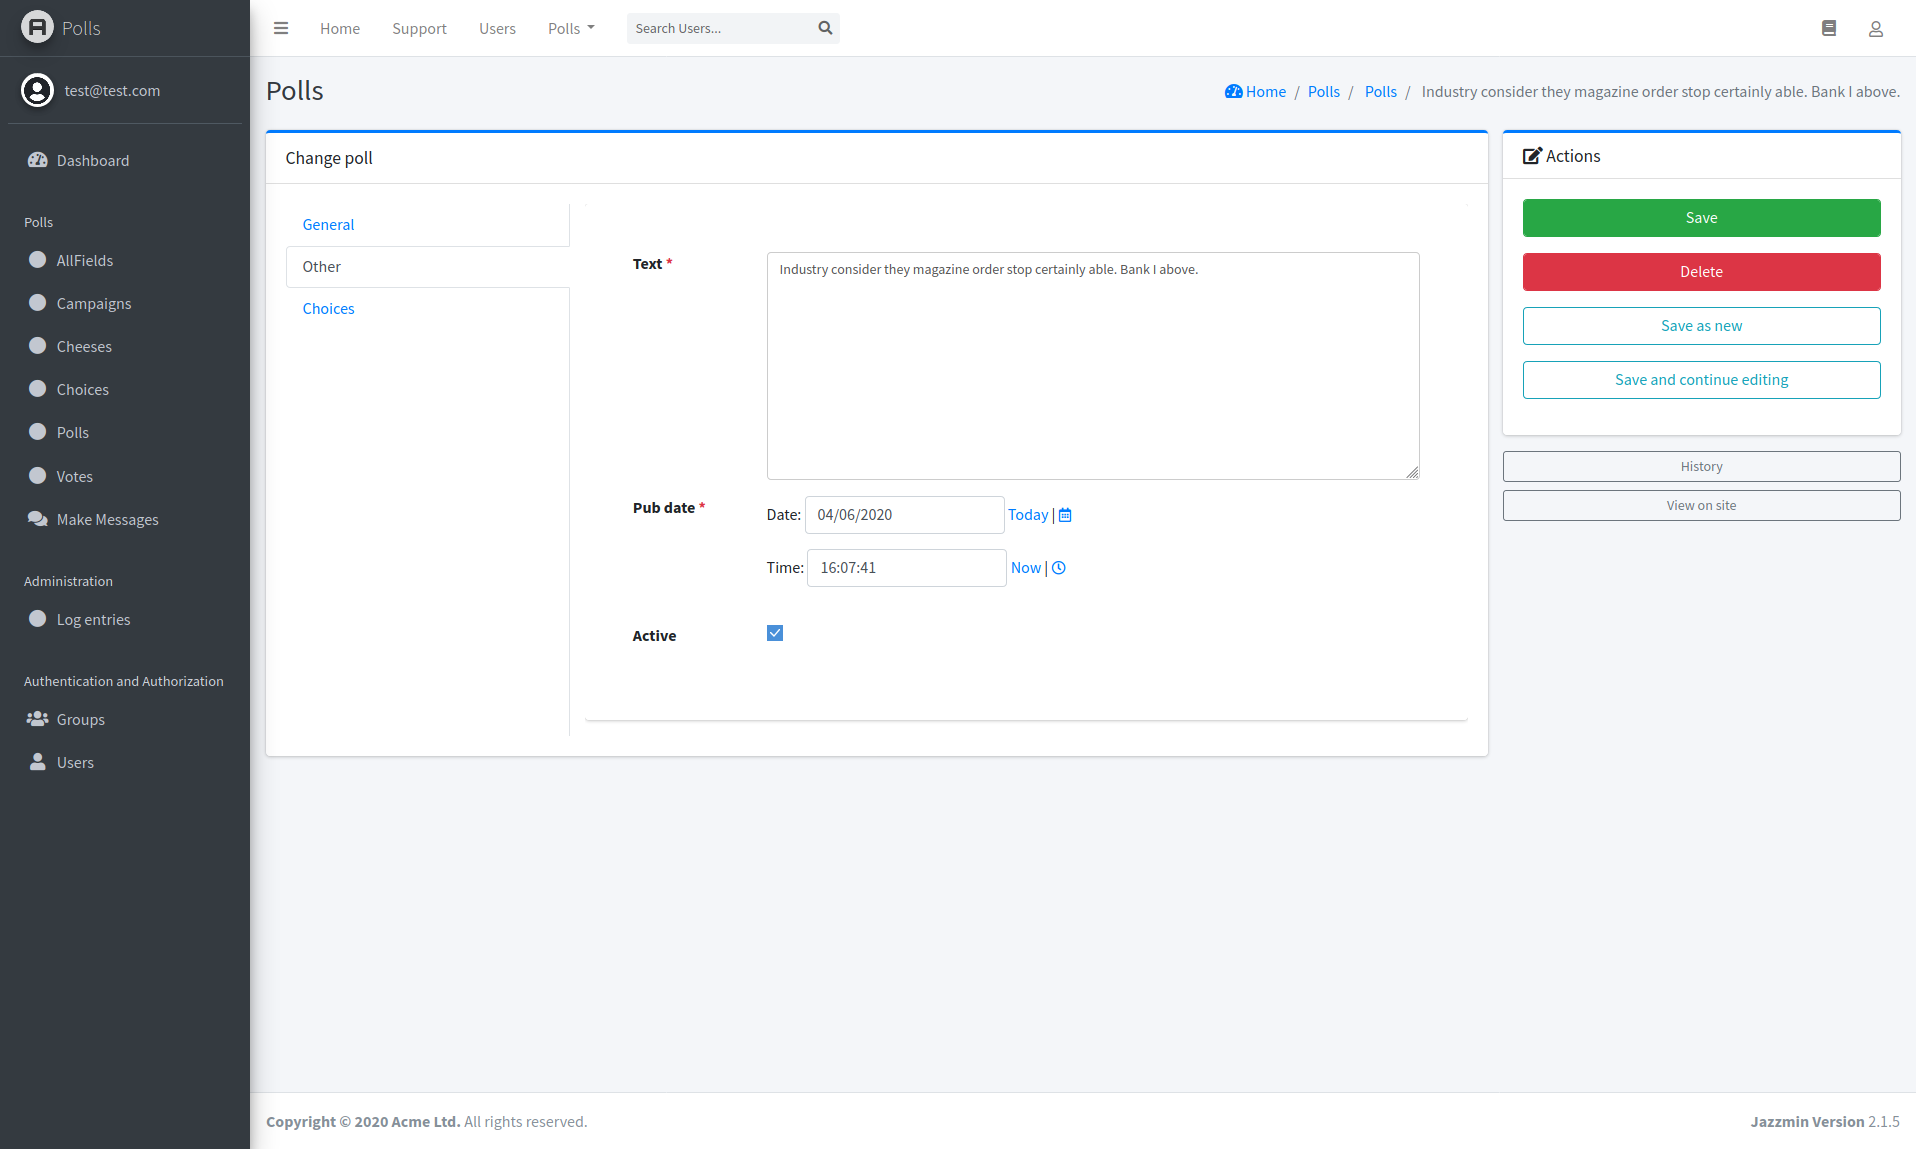 Polls
Home
Support
Users
Polls
Search Users...
test@test.com
Dashboard
Polls
AllFields
Campaigns
Cheeses
Choices
Polls
Votes
Make Messages
Administration
Log entries
Authentication and Authorization
Groups
Users
Polls
Home / Polls / Polls / Industry consider they magazine order stop certainly able. Bank I above.
Change poll
General
Other
Choices
Text *
Industry consider they magazine order stop certainly able. Bank I above.
Pub date *
Date: 04/06/2020 Today |
Time: 16:07:41 Now |
Active
Actions
Save
Delete
Save as new
Save and continue editing
History
View on site
Copyright © 2020 Acme Ltd. All rights reserved.
Jazzmin Version 2.1.5